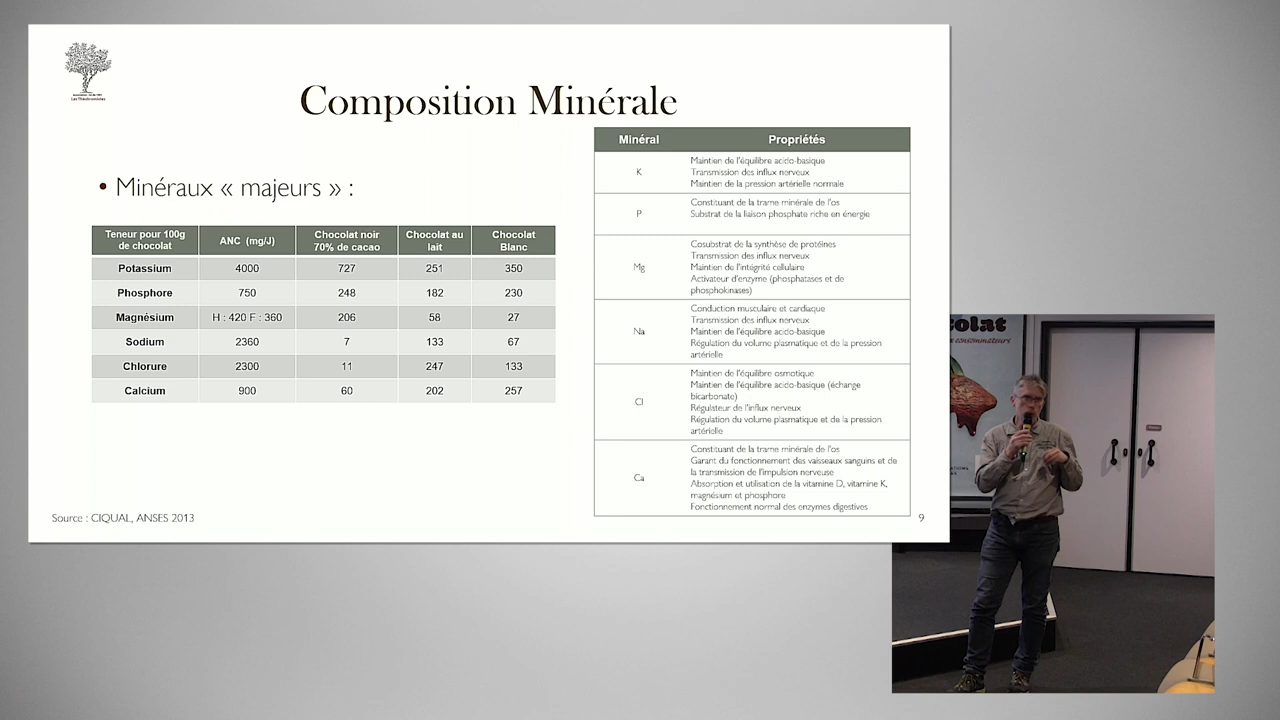 Les Théobromistes
Composition Minérale
• Minéraux « majeurs » :
Teneur pour 100g de chocolat ANC (mg/J) Chocolat noir 70% de cacao Chocolat au lait Chocolat Blanc
Potassium 4000 727 251 350
Phosphore 750 248 182 230
Magnésium H : 420 F : 360 206 58 27
Sodium 2360 7 133 67
Chlorure 2300 11 247 133
Calcium 900 60 202 257
Minéral Propriétés
K
Maintien de l'équilibre acido-basique
Transmission des influx nerveux
Maintien de la pression artérielle normale
P
Constituant de la trame minérale de l'os
Substrat de la liaison phosphate riche en énergie
Mg
Cosubstrat de la synthèse de protéines
Transmission des influx nerveux
Maintien de l'intégrité cellulaire
Activateur d'enzyme (phosphatases et de
phosphokinases)
Na
Conduction musculaire et cardiaque
Transmission des influx nerveux
Maintien de l'équilibre acido-basique
Régulation du volume plasmatique et de la pression
artérielle
Cl
Maintien de l'équilibre osmotique
Maintien de l'équilibre acido-basique (échange
bicarbonate)
Régulateur de l'influx nerveux
Régulation du volume plasmatique et de la pression
artérielle
Ca
Constituant de la trame minérale de l'os
Garant du fonctionnement des vaisseaux sanguins et de
la transmission de l'impulsion nerveuse
Absorption et utilisation de la vitamine D, vitamine K,
magnésium et phosphore
Fonctionnement normal des enzymes digestives
Source : CIQUAL, ANSES 2013
9
colat
consommateurs